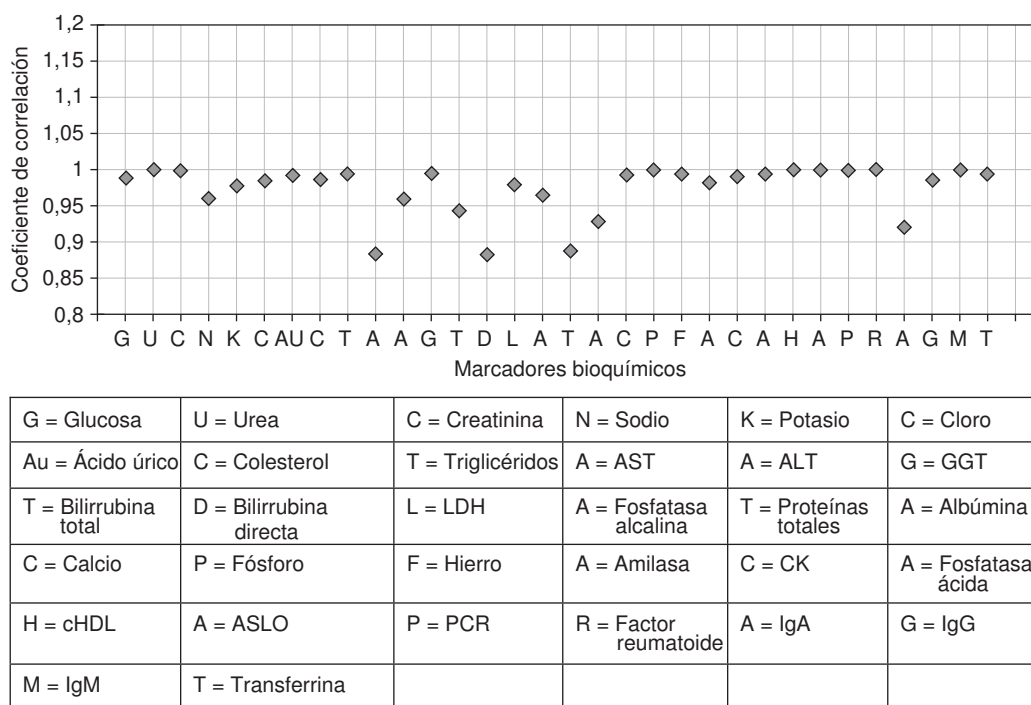 1,2
1,15
1,1
1,05
1
0,95
0,9
0,85
0,8
Coeficiente de correlación
G U C N K C AU C T A A G T D L A T A C P F A C A H A P R A G M T
Marcadores bioquímicos
G = Glucosa U = Urea C = Creatinina N = Sodio K = Potasio C = Cloro
Au = Ácido úrico C = Colesterol T = Triglicéridos A = AST A = ALT G = GGT
T = Bilirrubina total D = Bilirrubina directa L = LDH A = Fosfatasa alcalina T = Proteínas totales A = Albúmina
C = Calcio P = Fósforo F = Hierro A = Amilasa C = CK A = Fosfatasa ácida
H = cHDL A = ASLO P = PCR R = Factor reumatoide A = IgA G = IgG
M = IgM T = Transferrina